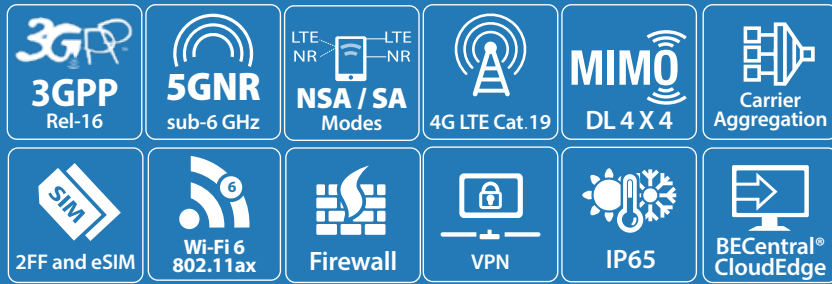 3GPP
3GPP
Rel-16
5GNR
sub-6 GHz
LTE
LTE
NR
NR
NSA / SA
Modes
4G LTE Cat.19
MIMO
DL 4 X 4
Carrier
Aggregation
SIM
2FF and eSIM
6
Wi-Fi 6
802.11ax
Firewall
VPN
IP65
BECentral®
CloudEdge